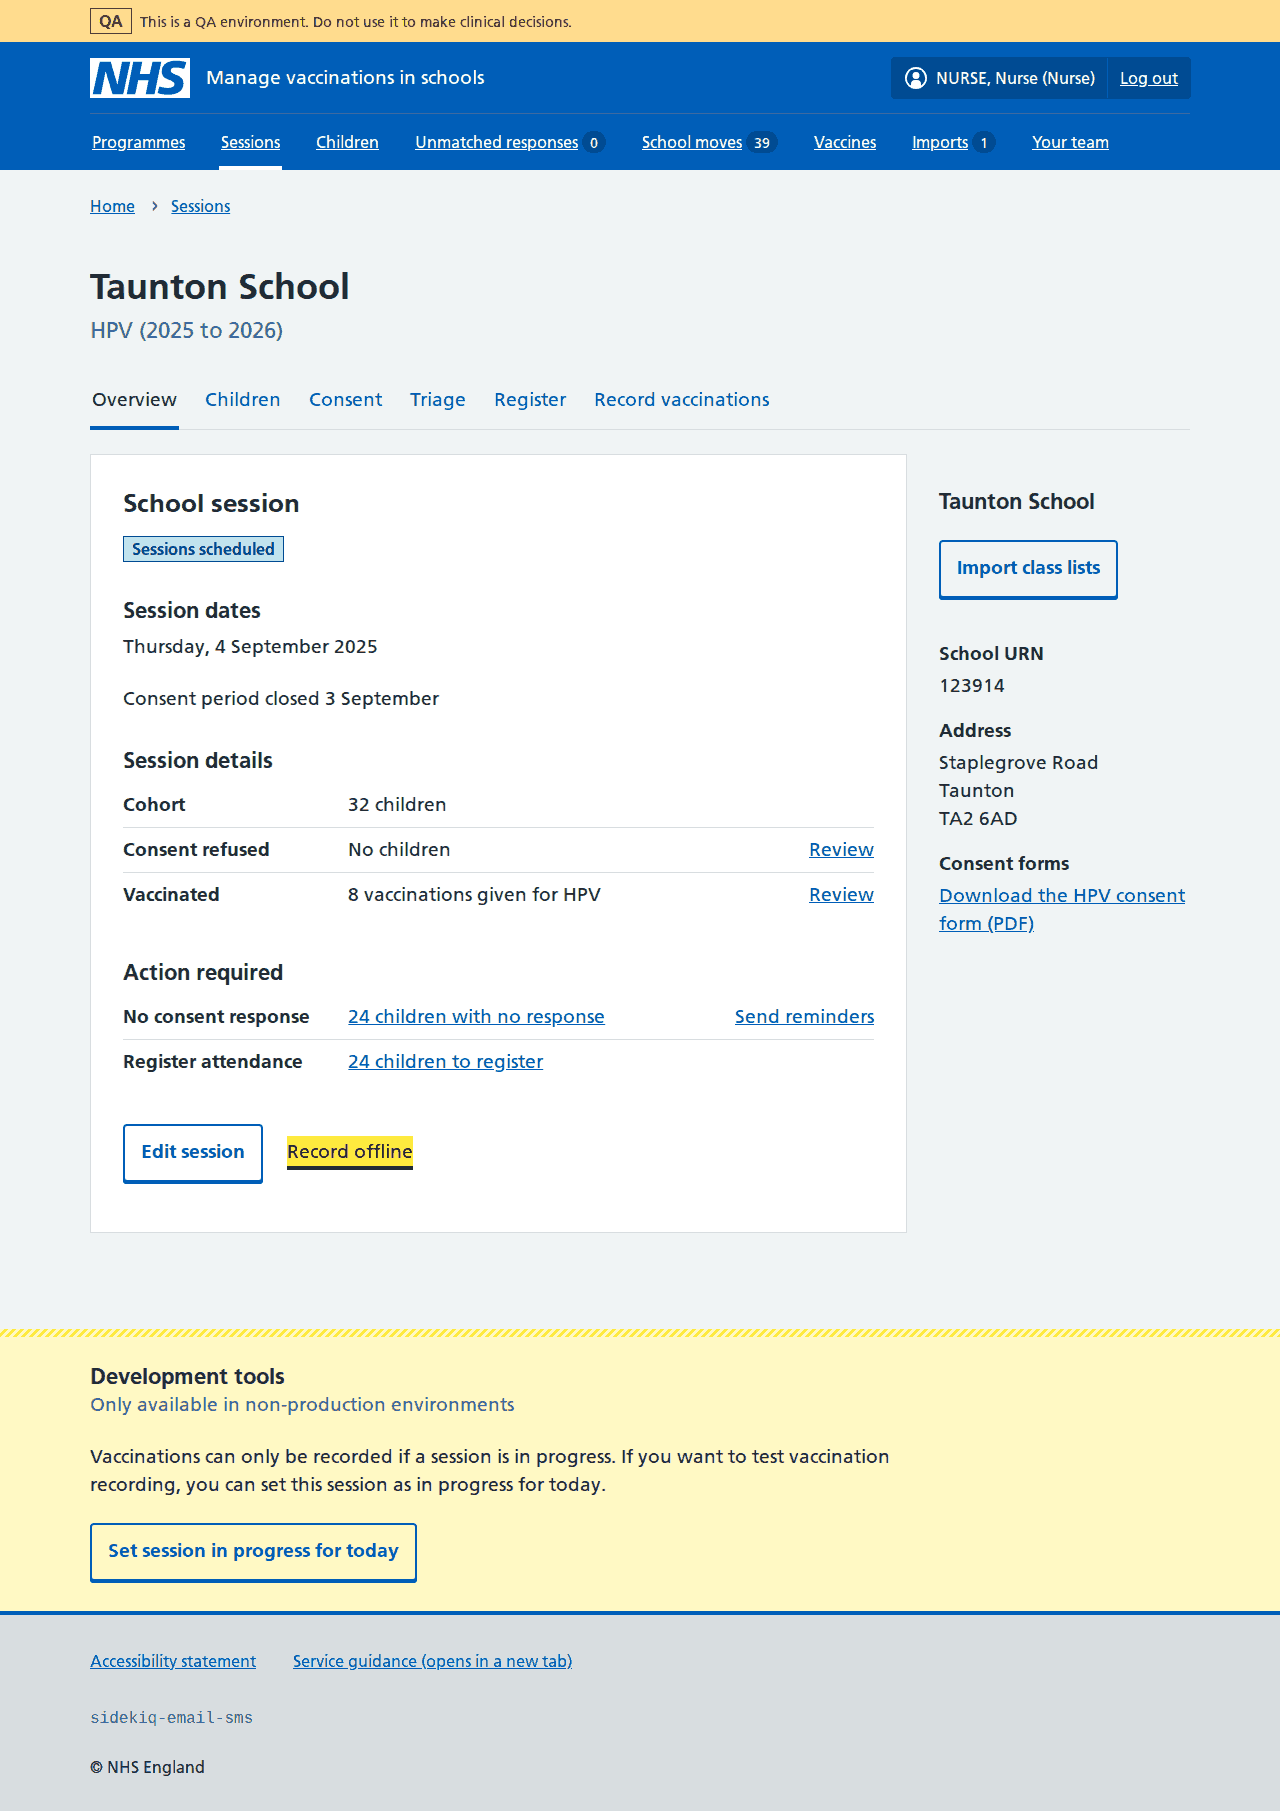 QA This is a QA environment. Do not use it to make clinical decisions.
NHS Manage vaccinations in schools NURSE, Nurse (Nurse) Log out
Programmes Sessions Children Unmatched responses 0 School moves 39 Vaccines Imports 1 Your team
Home › Sessions
Taunton School
HPV (2025 to 2026)
Overview Children Consent Triage Register Record vaccinations
School session
Sessions scheduled
Session dates
Thursday, 4 September 2025
Consent period closed 3 September
Session details
Cohort 32 children
Consent refused No children Review
Vaccinated 8 vaccinations given for HPV Review
Action required
No consent response 24 children with no response Send reminders
Register attendance 24 children to register
Edit session Record offline
Taunton School
Import class lists
School URN
123914
Address
Staplegrove Road
Taunton
TA2 6AD
Consent forms
Download the HPV consent
form (PDF)
Development tools
Only available in non-production environments
Vaccinations can only be recorded if a session is in progress. If you want to test vaccination
recording, you can set this session as in progress for today.
Set session in progress for today
Accessibility statement Service guidance (opens in a new tab)
sidekiq-email-sms
© NHS England